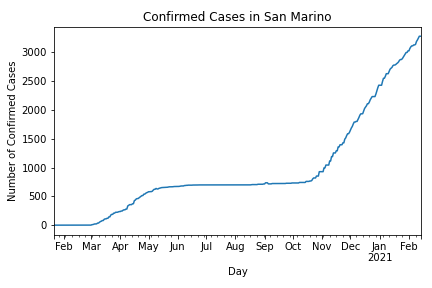 Confirmed Cases in San Marino
Number of Confirmed Cases
3000
2500
2000
1500
1000
500
0
Feb Mar Apr May Jun Jul Aug Sep Oct Nov Dec Jan Feb
2021
Day